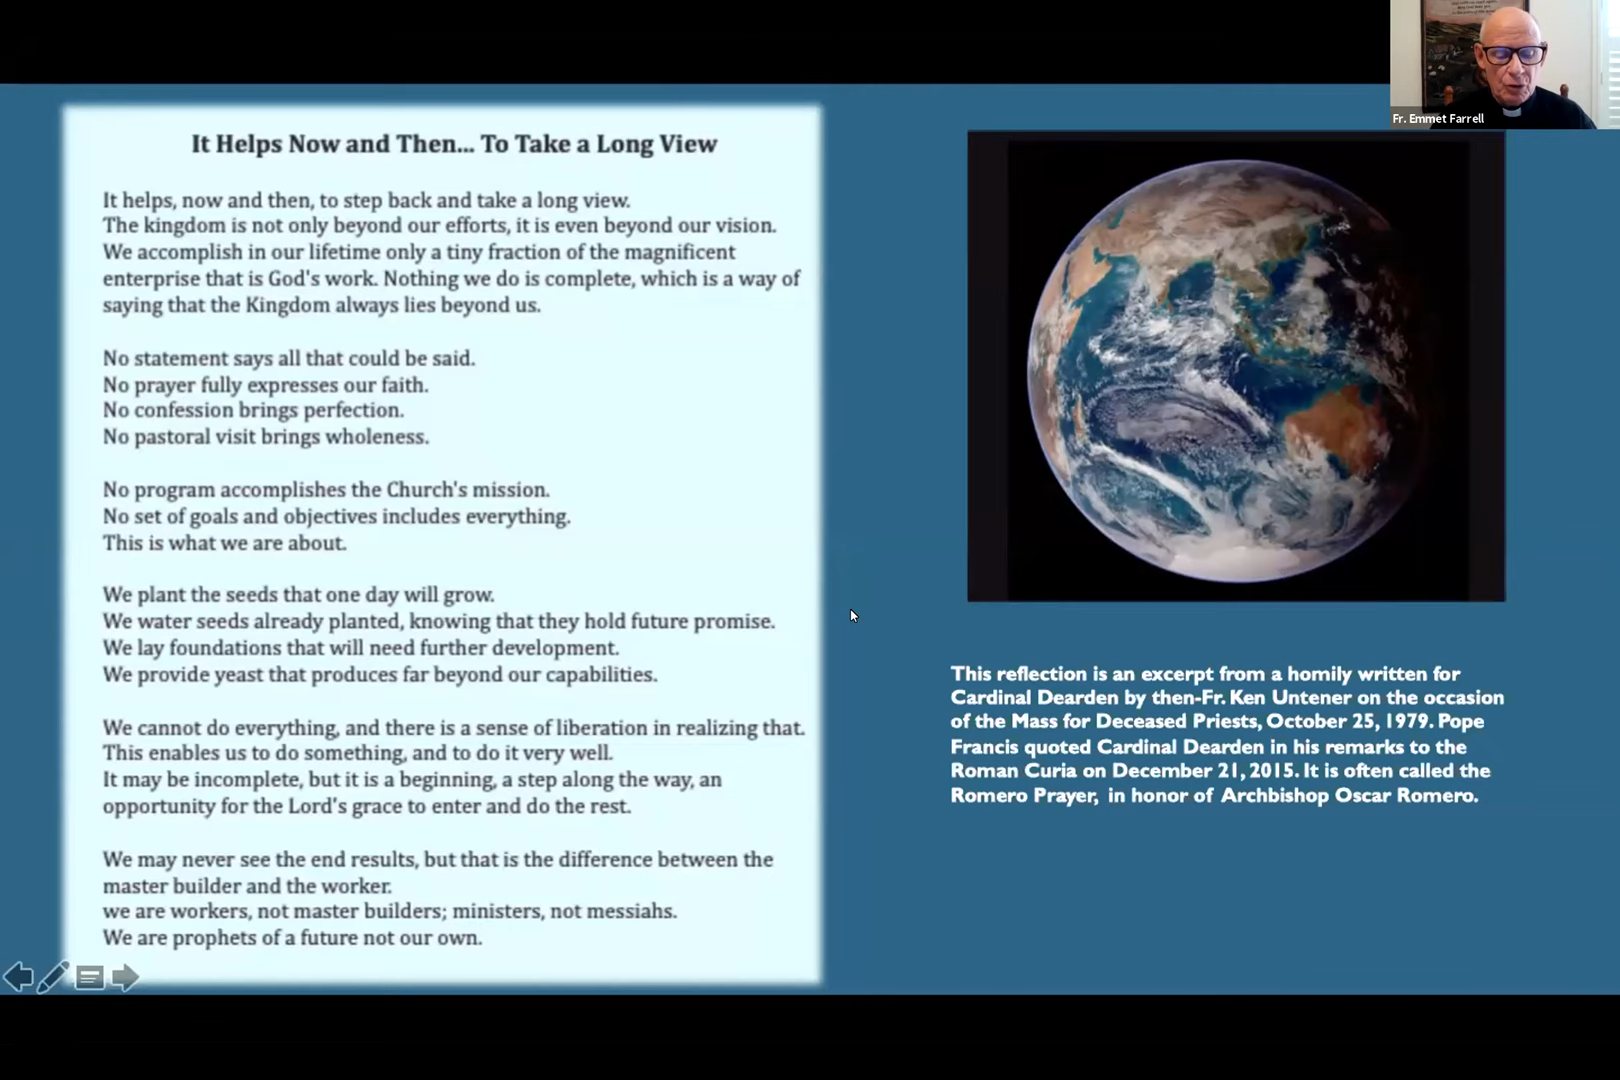 Fr. Emmet Farrell
It Helps Now and Then... To Take a Long View
It helps, now and then, to step back and take a long view.
The kingdom is not only beyond our efforts, it is even beyond our vision.
We accomplish in our lifetime only a tiny fraction of the magnificent
enterprise that is God's work. Nothing we do is complete, which is a way of
saying that the Kingdom always lies beyond us.
No statement says all that could be said.
No prayer fully expresses our faith.
No confession brings perfection.
No pastoral visit brings wholeness.
No program accomplishes the Church's mission.
No set of goals and objectives includes everything.
This is what we are about.
We plant the seeds that one day will grow.
We water seeds already planted, knowing that they hold future promise.
We lay foundations that will need further development.
We provide yeast that produces far beyond our capabilities.
We cannot do everything, and there is a sense of liberation in realizing that.
This enables us to do something, and to do it very well.
It may be incomplete, but it is a beginning, a step along the way, an
opportunity for the Lord's grace to enter and do the rest.
We may never see the end results, but that is the difference between the
master builder and the worker.
we are workers, not master builders; ministers, not messiahs.
We are prophets of a future not our own.
This reflection is an excerpt from a homily written for
Cardinal Dearden by then-Fr. Ken Untener on the occasion
of the Mass for Deceased Priests, October 25, 1979. Pope
Francis quoted Cardinal Dearden in his remarks to the
Roman Curia on December 21, 2015. It is often called the
Romero Prayer, in honor of Archbishop Oscar Romero.